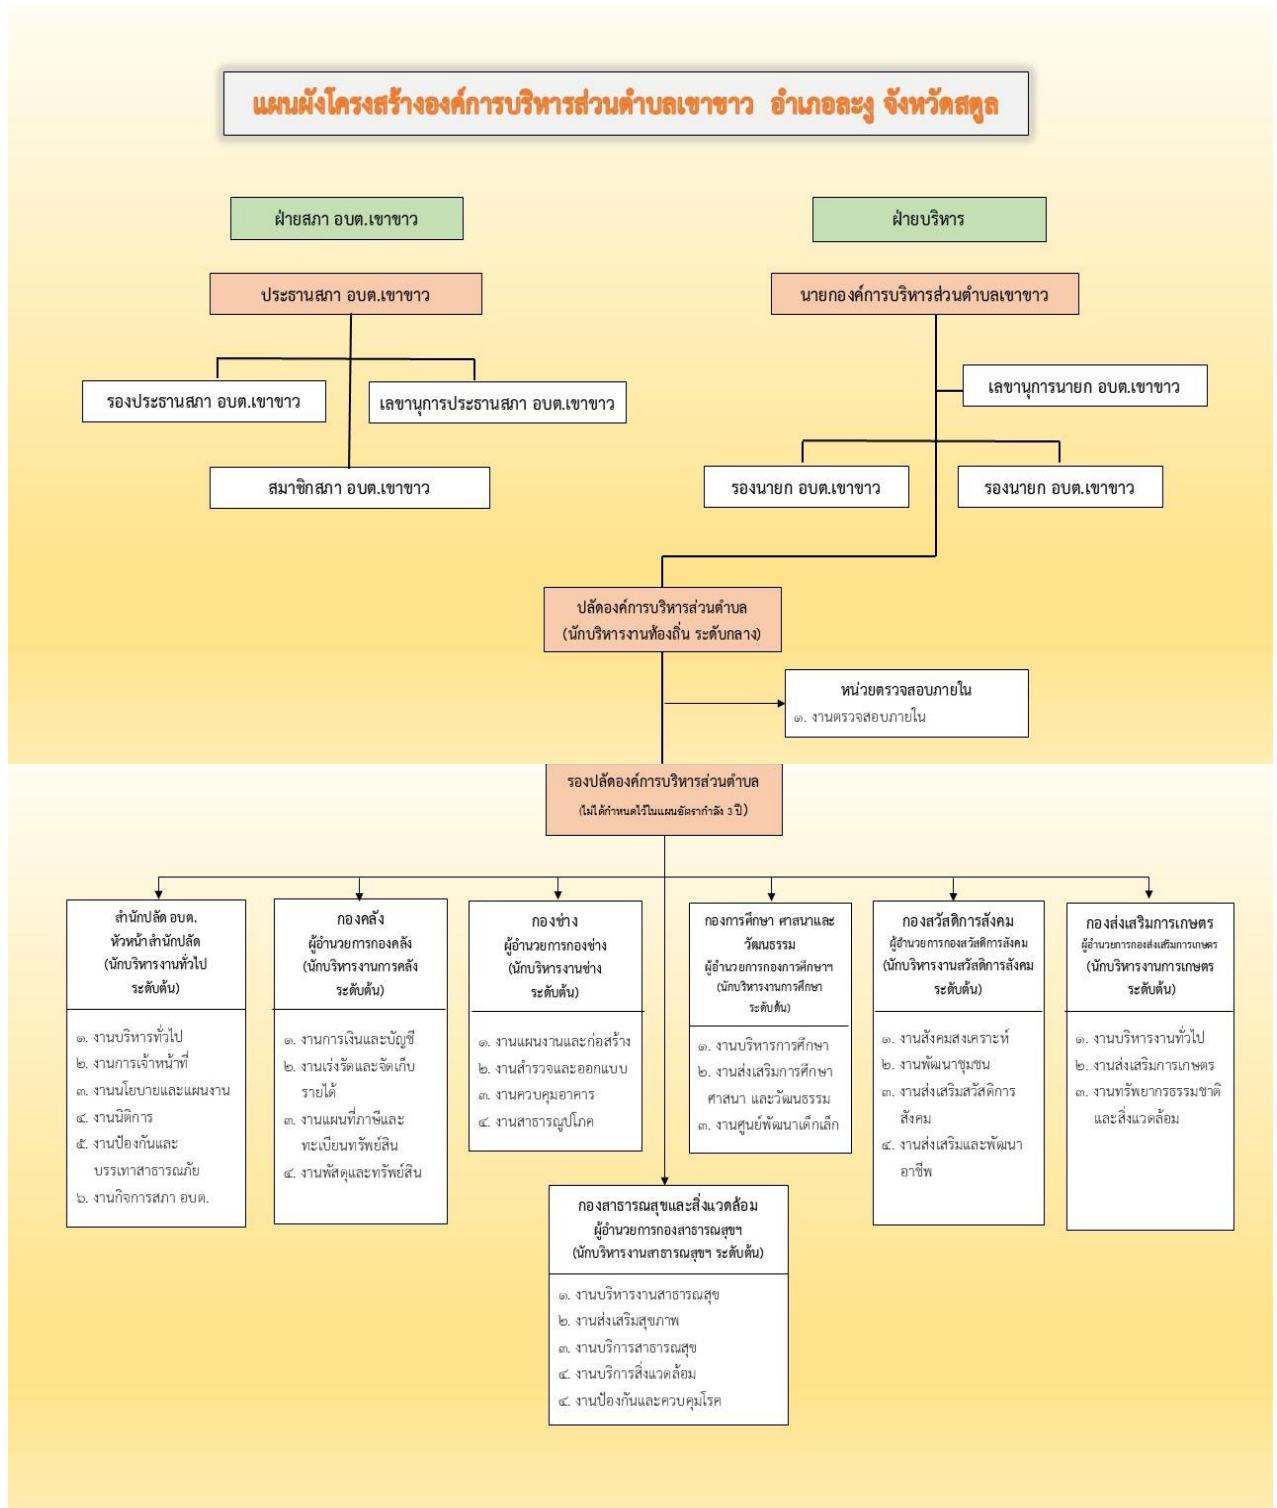 แผนผังโครงสร้างองค์การบริหารส่วนตำบลเขาขาว อำเภอละงู จังหวัดสตูล
ฝ่ายสภา อบต.เขาขาว
ฝ่ายบริหาร
ประธานสภา อบต.เขาขาว
นายกองค์การบริหารส่วนตำบลเขาขาว
รองประธานสภา อบต.เขาขาว
เลขานุการประธานสภา อบต.เขาขาว
เลขานุการนายก อบต.เขาขาว
สมาชิกสภา อบต.เขาขาว
รองนายก อบต.เขาขาว
รองนายก อบต.เขาขาว
ปลัดองค์การบริหารส่วนตำบล
(นักบริหารงานท้องถิ่น ระดับกลาง)
หน่วยตรวจสอบภายใน
๑. งานตรวจสอบภายใน
รองปลัดองค์การบริหารส่วนตำบล
(ไม่ได้กำหนดไว้ในแผนอัตรากำลัง 3 ปี)
สำนักปลัด อบต.
หัวหน้าสำนักปลัด
(นักบริหารงานทั่วไป
ระดับต้น)
๑. งานบริหารทั่วไป
๒. งานการเจ้าหน้าที่
๓. งานนโยบายและแผนงาน
๔. งานนิติการ
๕. งานป้องกันและ
บรรเทาสาธารณภัย
๖. งานกิจการสภา อบต.
กองคลัง
ผู้อำนวยการกองคลัง
(นักบริหารงานการคลัง
ระดับต้น)
๑. งานการเงินและบัญชี
๒. งานเร่งรัดและจัดเก็บ
รายได้
๓. งานแผนที่ภาษีและ
ทะเบียนทรัพย์สิน
๔. งานพัสดุและทรัพย์สิน
กองช่าง
ผู้อำนวยการกองช่าง
(นักบริหารงานช่าง
ระดับต้น)
๑. งานแผนงานและก่อสร้าง
๒. งานสำรวจและออกแบบ
๓. งานควบคุมอาคาร
๔. งานสาธารณูปโภค
กองการศึกษา ศาสนาและ
วัฒนธรรม
ผู้อำนวยการกองการศึกษาฯ
(นักบริหารงานการศึกษา
ระดับต้น)
๑. งานบริหารการศึกษา
๒. งานส่งเสริมการศึกษา
ศาสนา และวัฒนธรรม
๓. งานศูนย์พัฒนาเด็กเล็ก
กองสวัสดิการสังคม
ผู้อำนวยการกองสวัสดิการสังคม
(นักบริหารงานสวัสดิการสังคม
ระดับต้น)
๑. งานสังคมสงเคราะห์
๒. งานพัฒนาชุมชน
๓. งานส่งเสริมสวัสดิการ
สังคม
๔. งานส่งเสริมและพัฒนา
อาชีพ
กองส่งเสริมการเกษตร
ผู้อำนวยการกองส่งเสริมการเกษตร
(นักบริหารงานการเกษตร
ระดับต้น)
๑. งานบริหารงานทั่วไป
๒. งานส่งเสริมการเกษตร
๓. งานทรัพยากรธรรมชาติ
และสิ่งแวดล้อม
กองสาธารณสุขและสิ่งแวดล้อม
ผู้อำนวยการกองสาธารณสุขฯ
(นักบริหารงานสาธารณสุขฯ ระดับต้น)
๑. งานบริหารงานสาธารณสุข
๒. งานส่งเสริมสุขภาพ
๓. งานบริการสาธารณสุข
๔. งานบริการสิ่งแวดล้อม
๔. งานป้องกันและควบคุมโรค